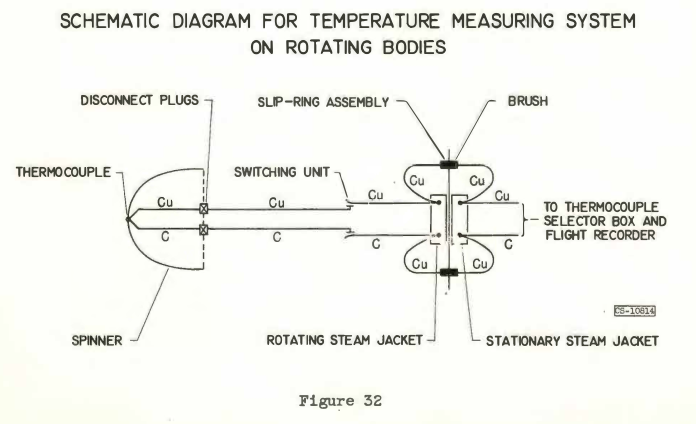 SCHEMATIC DIAGRAM FOR TEMPERATURE MEASURING SYSTEM
ON ROTATING BODIES
DISCONNECT PLUGS
SLIP-RING ASSEMBLY
BRUSH
THERMOCOUPLE
SWITCHING UNIT
Cu
Cu
Cu
Cu
Cu
Cu
TO THERMOCOUPLE
SELECTOR BOX AND
FLIGHT RECORDER
C
C
C
Cu
Cu
C
CS-10814
SPINNER
ROTATING STEAM JACKET
STATIONARY STEAM JACKET
Figure 32